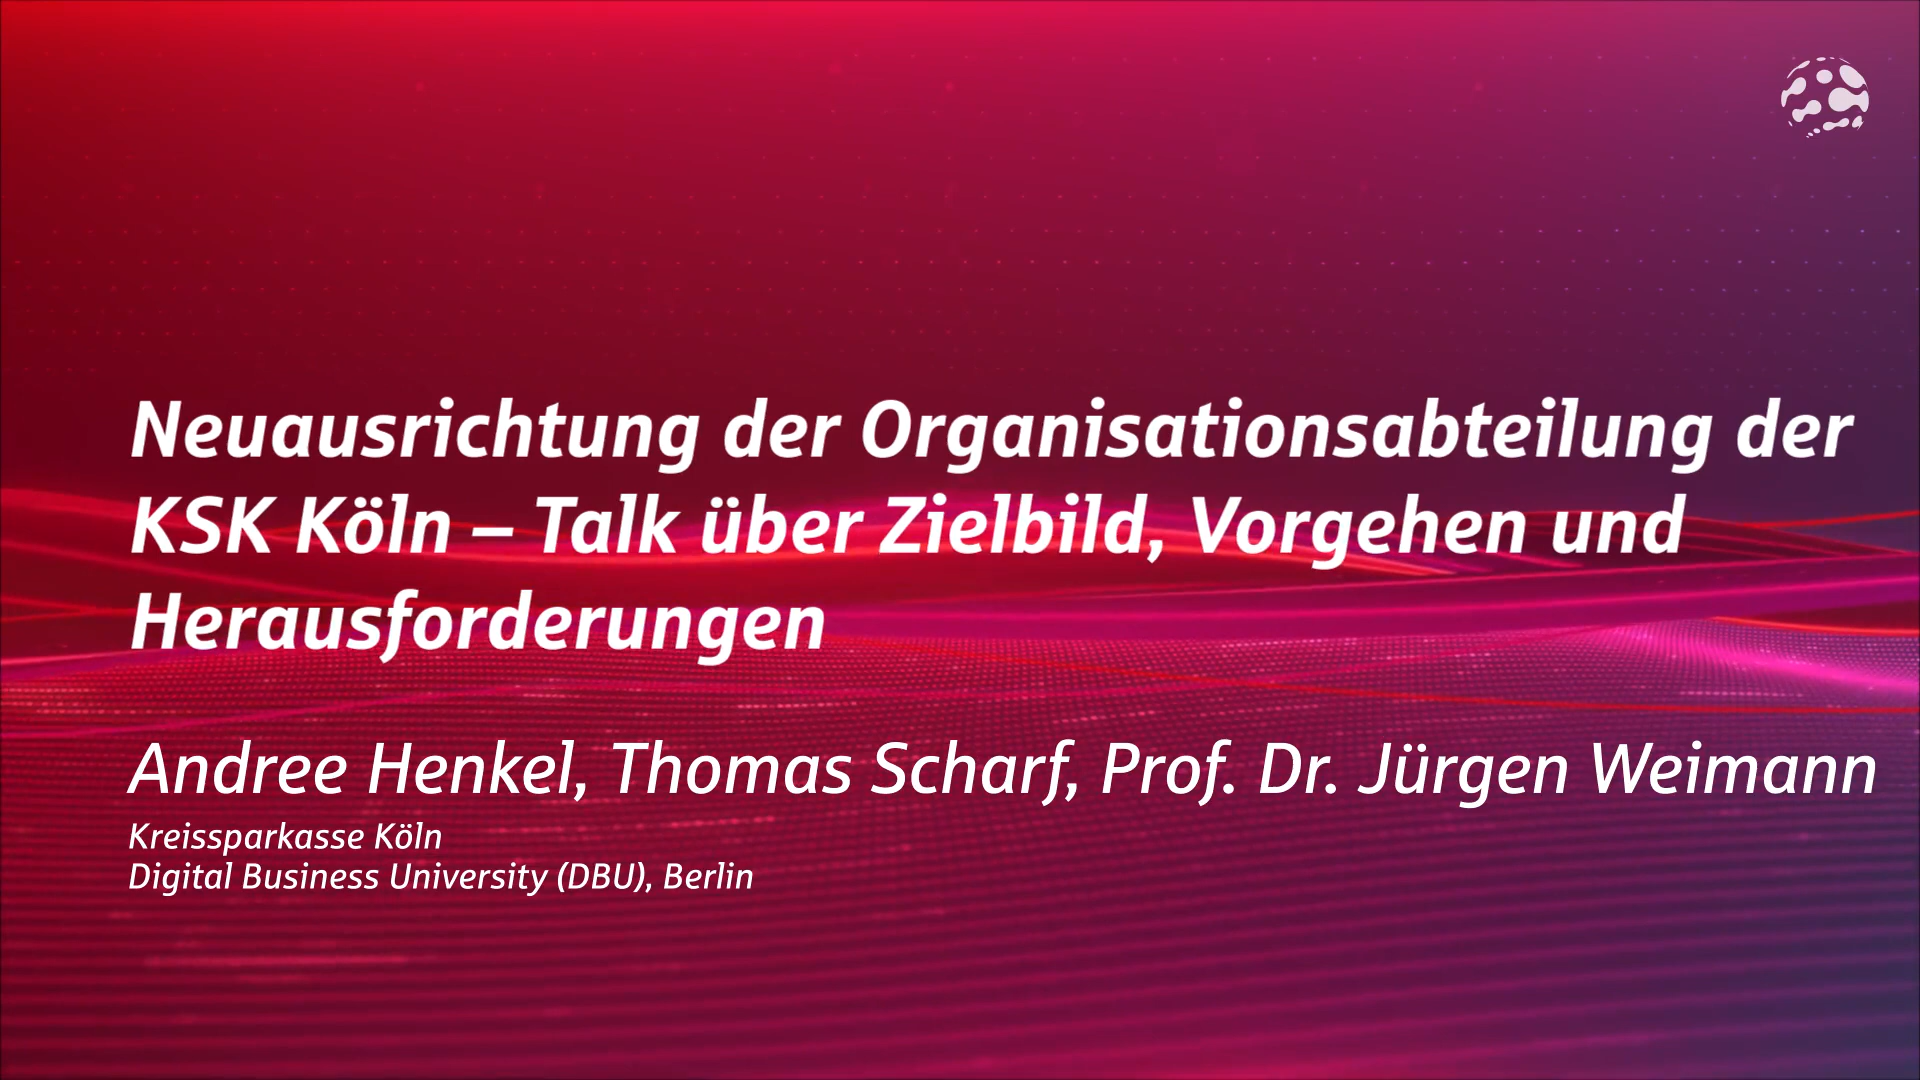 Neuausrichtung der Organisationsabteilung der
KSK Köln – Talk über Zielbild, Vorgehen und
Herausforderungen
Andree Henkel, Thomas Scharf, Prof. Dr. Jürgen Weimann
Kreissparkasse Köln
Digital Business University (DBU), Berlin